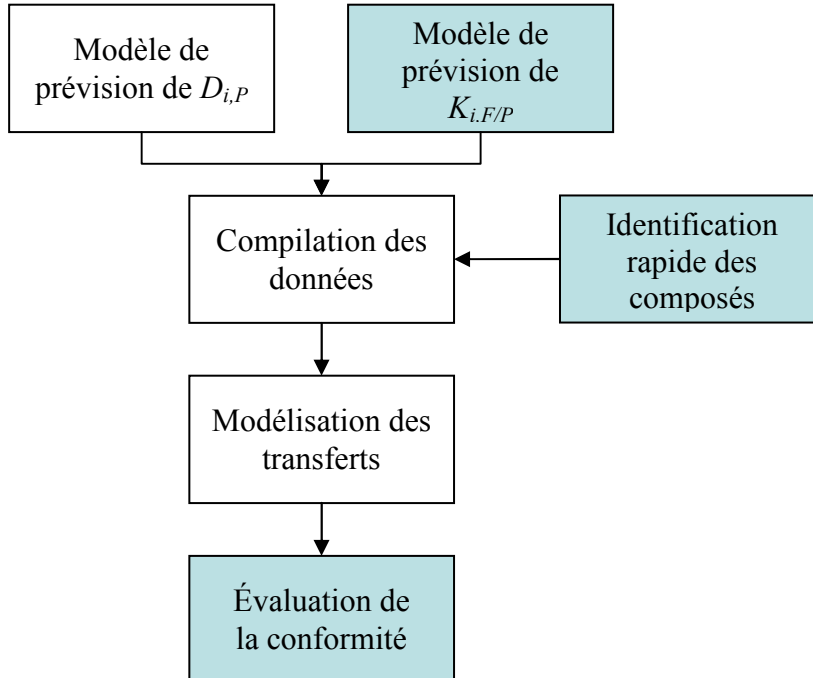 Modèle de
prévision de D_{i,P}
Modèle de
prévision de
K_{i.F/P}
Compilation des
données
Identification
rapide des
composés
Modélisation des
transferts
Évaluation de
la conformité